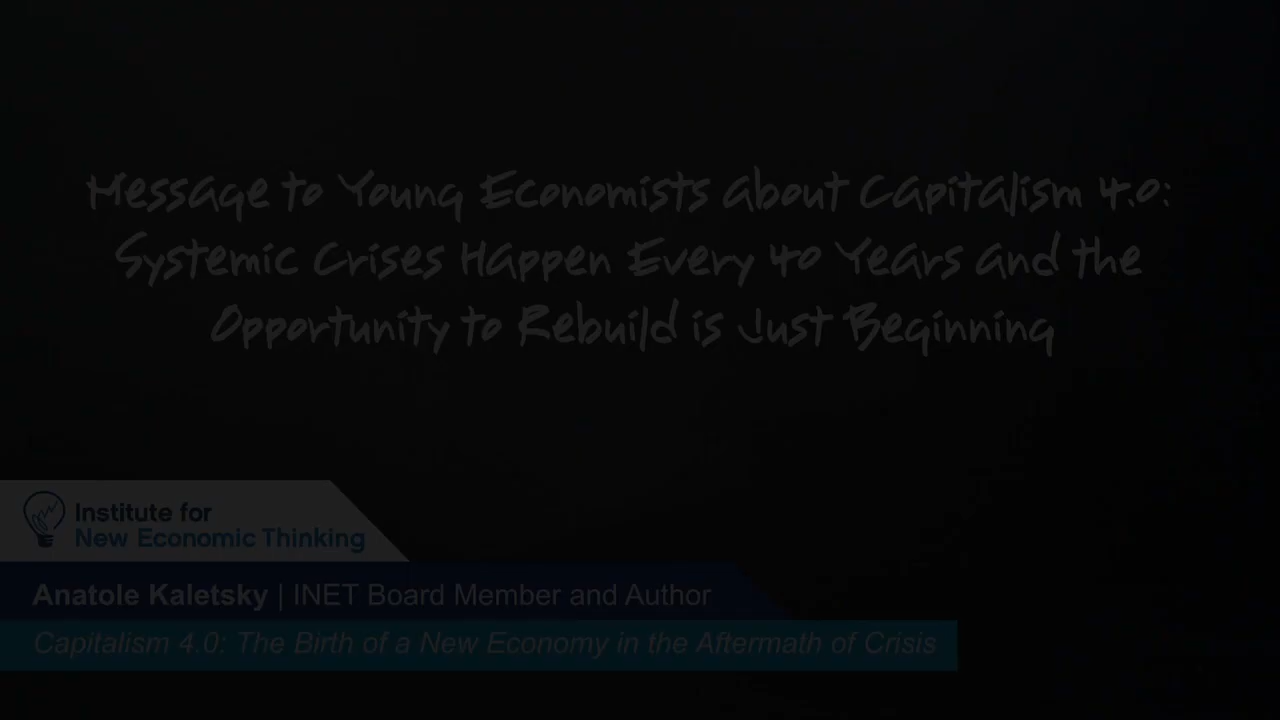 Message to Young Economists about Capitalism 4.0:
Systemic Crises Happen Every 40 Years and the
Opportunity to Rebuild is Just Beginning
Institute for
New Economic Thinking
Anatole Kaletsky | INET Board Member and Author
Capitalism 4.0: The Birth of a New Economy in the Aftermath of Crisis